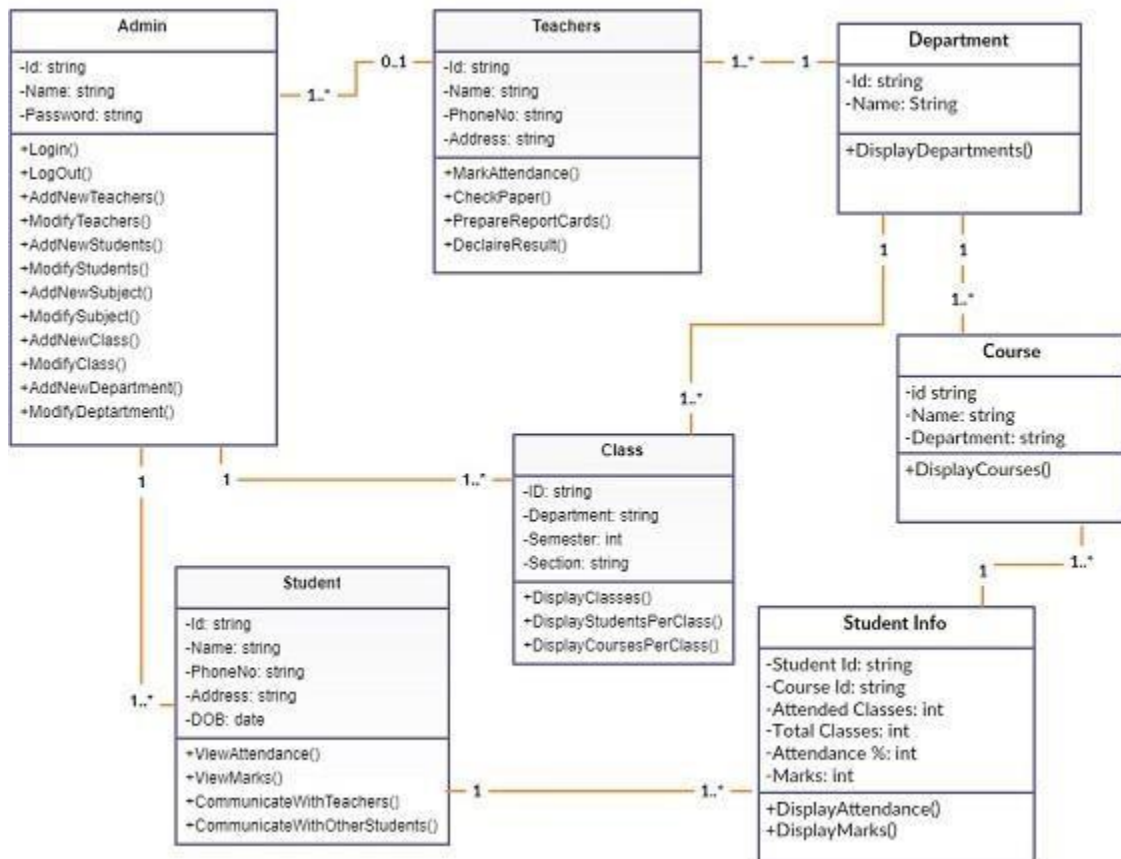 Admin
-Id: string
-Name: string
-Password: string
+Login()
+LogOut()
+AddNewTeachers()
+ModifyTeachers()
+AddNewStudents()
+ModifyStudents()
+AddNewSubject()
+ModifySubject()
+AddNewClass()
+ModifyClass()
+AddNewDepartment()
+ModifyDeptartment()
1..*
0..1
Teachers
-Id: string
-Name: string
-PhoneNo: string
-Address: string
+MarkAttendance()
+CheckPaper()
+PrepareReportCards()
+DeclaireResult()
1..*
1
Department
-Id: string
-Name: String
+DisplayDepartments()
1
1
1..*
1..*
Course
-id string
-Name: string
-Department: string
+DisplayCourses()
1
1
1..*
Class
-ID: string
-Department: string
-Semester: int
-Section: string
+DisplayClasses()
+DisplayStudentsPerClass()
+DisplayCoursesPerClass()
1..*
Student
-Id: string
-Name: string
-PhoneNo: string
-Address: string
-DOB: date
+ViewAttendance()
+ViewMarks()
+CommunicateWithTeachers()
+CommunicateWithOtherStudents()
1
1..*
1
1..*
Student Info
-Student Id: string
-Course Id: string
-Attended Classes: int
-Total Classes: int
-Attendance %: int
-Marks: int
+DisplayAttendance()
+DisplayMarks()